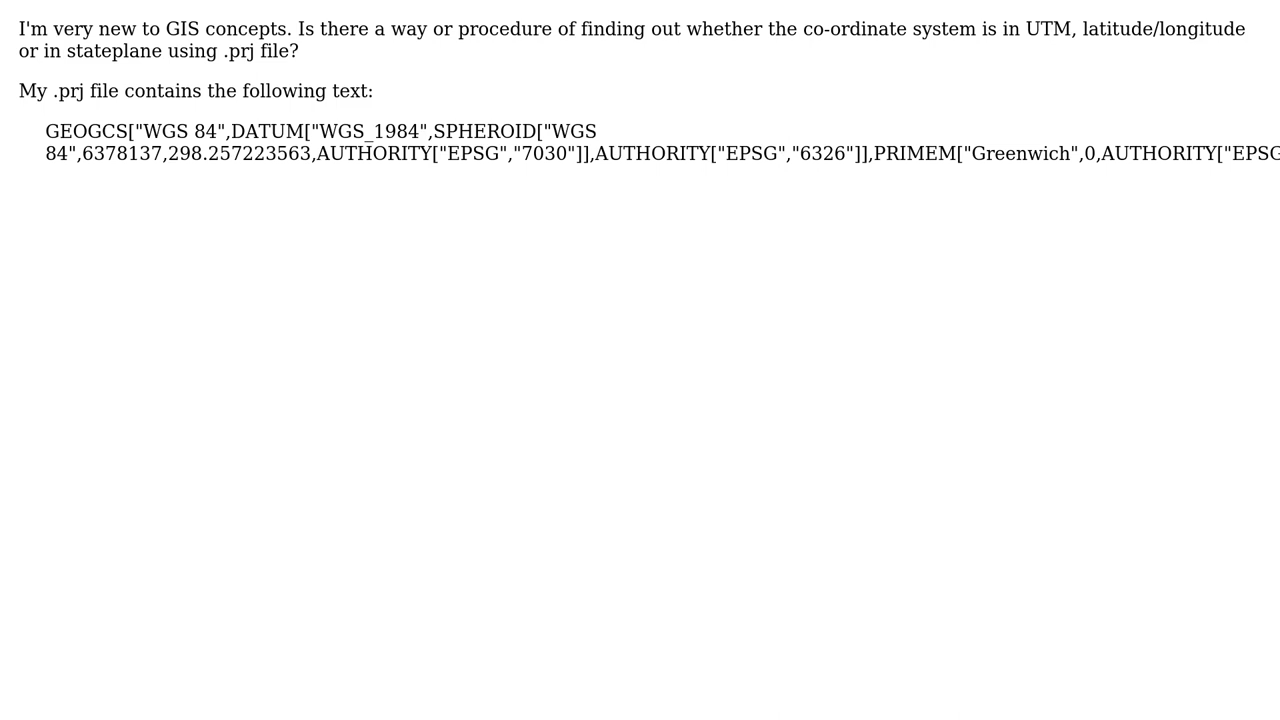 I'm very new to GIS concepts. Is there a way or procedure of finding out whether the co-ordinate system is in UTM, latitude/longitude
or in stateplane using .prj file?
My .prj file contains the following text:
GEOGCS["WGS 84",DATUM["WGS_1984",SPHEROID["WGS
84",6378137,298.257223563,AUTHORITY["EPSG","7030"]],AUTHORITY["EPSG","6326"]],PRIMEM["Greenwich",0,AUTHORITY["EPSG